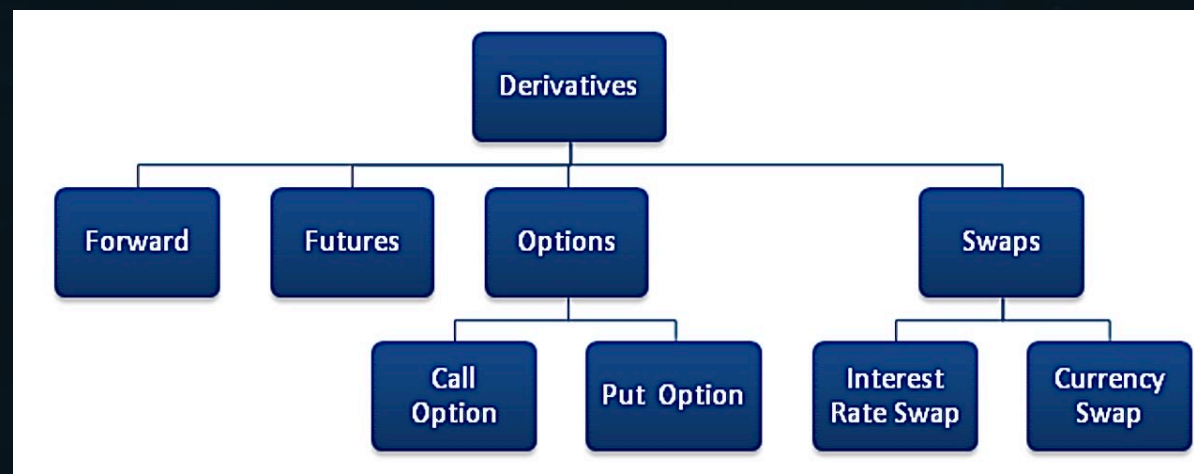 Derivatives
Forward
Futures
Options
Swaps
Call
Option
Put Option
Interest
Rate Swap
Currency
Swap